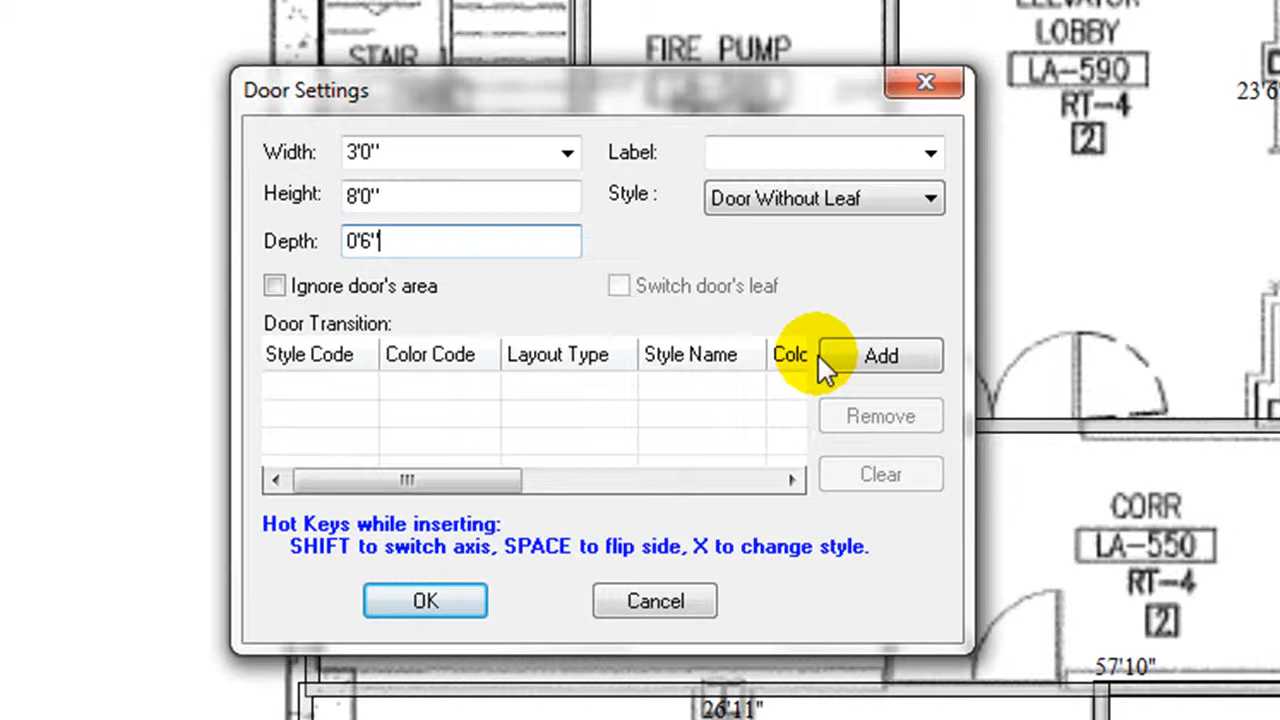 ELEVATOR
LOBBY
LA-590
RT-4
2
23'6
STAIR
FIRE PUMP
Door Settings
Width: 3'0''
Label:
Height: 8'0''
Style : Door Without Leaf
Depth: 0'6''
Ignore door's area
Switch door's leaf
Door Transition:
Style Code Color Code Layout Type Style Name Colc
Add
Remove
Clear
Hot Keys while inserting:
SHIFT to switch axis, SPACE to flip side, X to change style.
OK Cancel
CORR
LA-550
RT-4
2
57'10"
26'11"